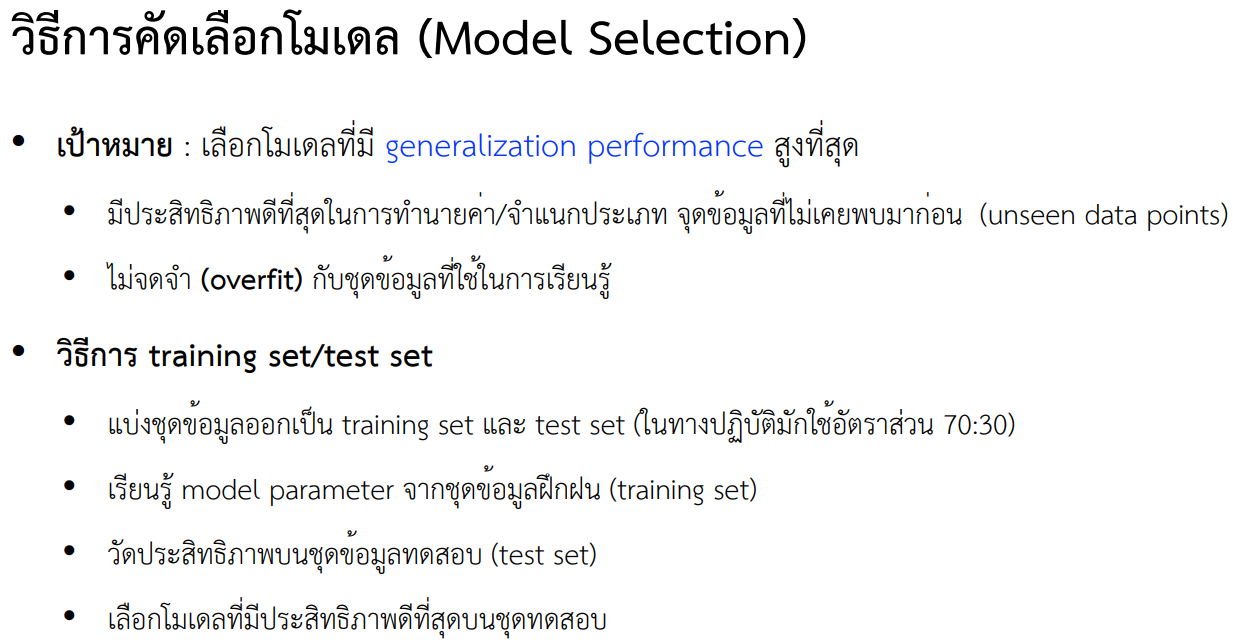 วิธีการคัดเลือกโมเดล (Model Selection)
• เป้าหมาย : เลือกโมเดลที่มี generalization performance สูงที่สุด
• มีประสิทธิภาพดีที่สุดในการทำนายค่า/จำแนกประเภท จุดข้อมูลที่ไม่เคยพบมาก่อน (unseen data points)
• ไม่จดจำ (overfit) กับชุดข้อมูลที่ใช้ในการเรียนรู้
• วิธีการ training set/test set
• แบ่งชุดข้อมูลออกเป็น training set และ test set (ในทางปฏิบัติมักใช้อัตราส่วน 70:30)
• เรียนรู้ model parameter จากชุดข้อมูลฝึกฝน (training set)
• วัดประสิทธิภาพบนชุดข้อมูลทดสอบ (test set)
• เลือกโมเดลที่มีประสิทธิภาพดีที่สุดบนชุดทดสอบ